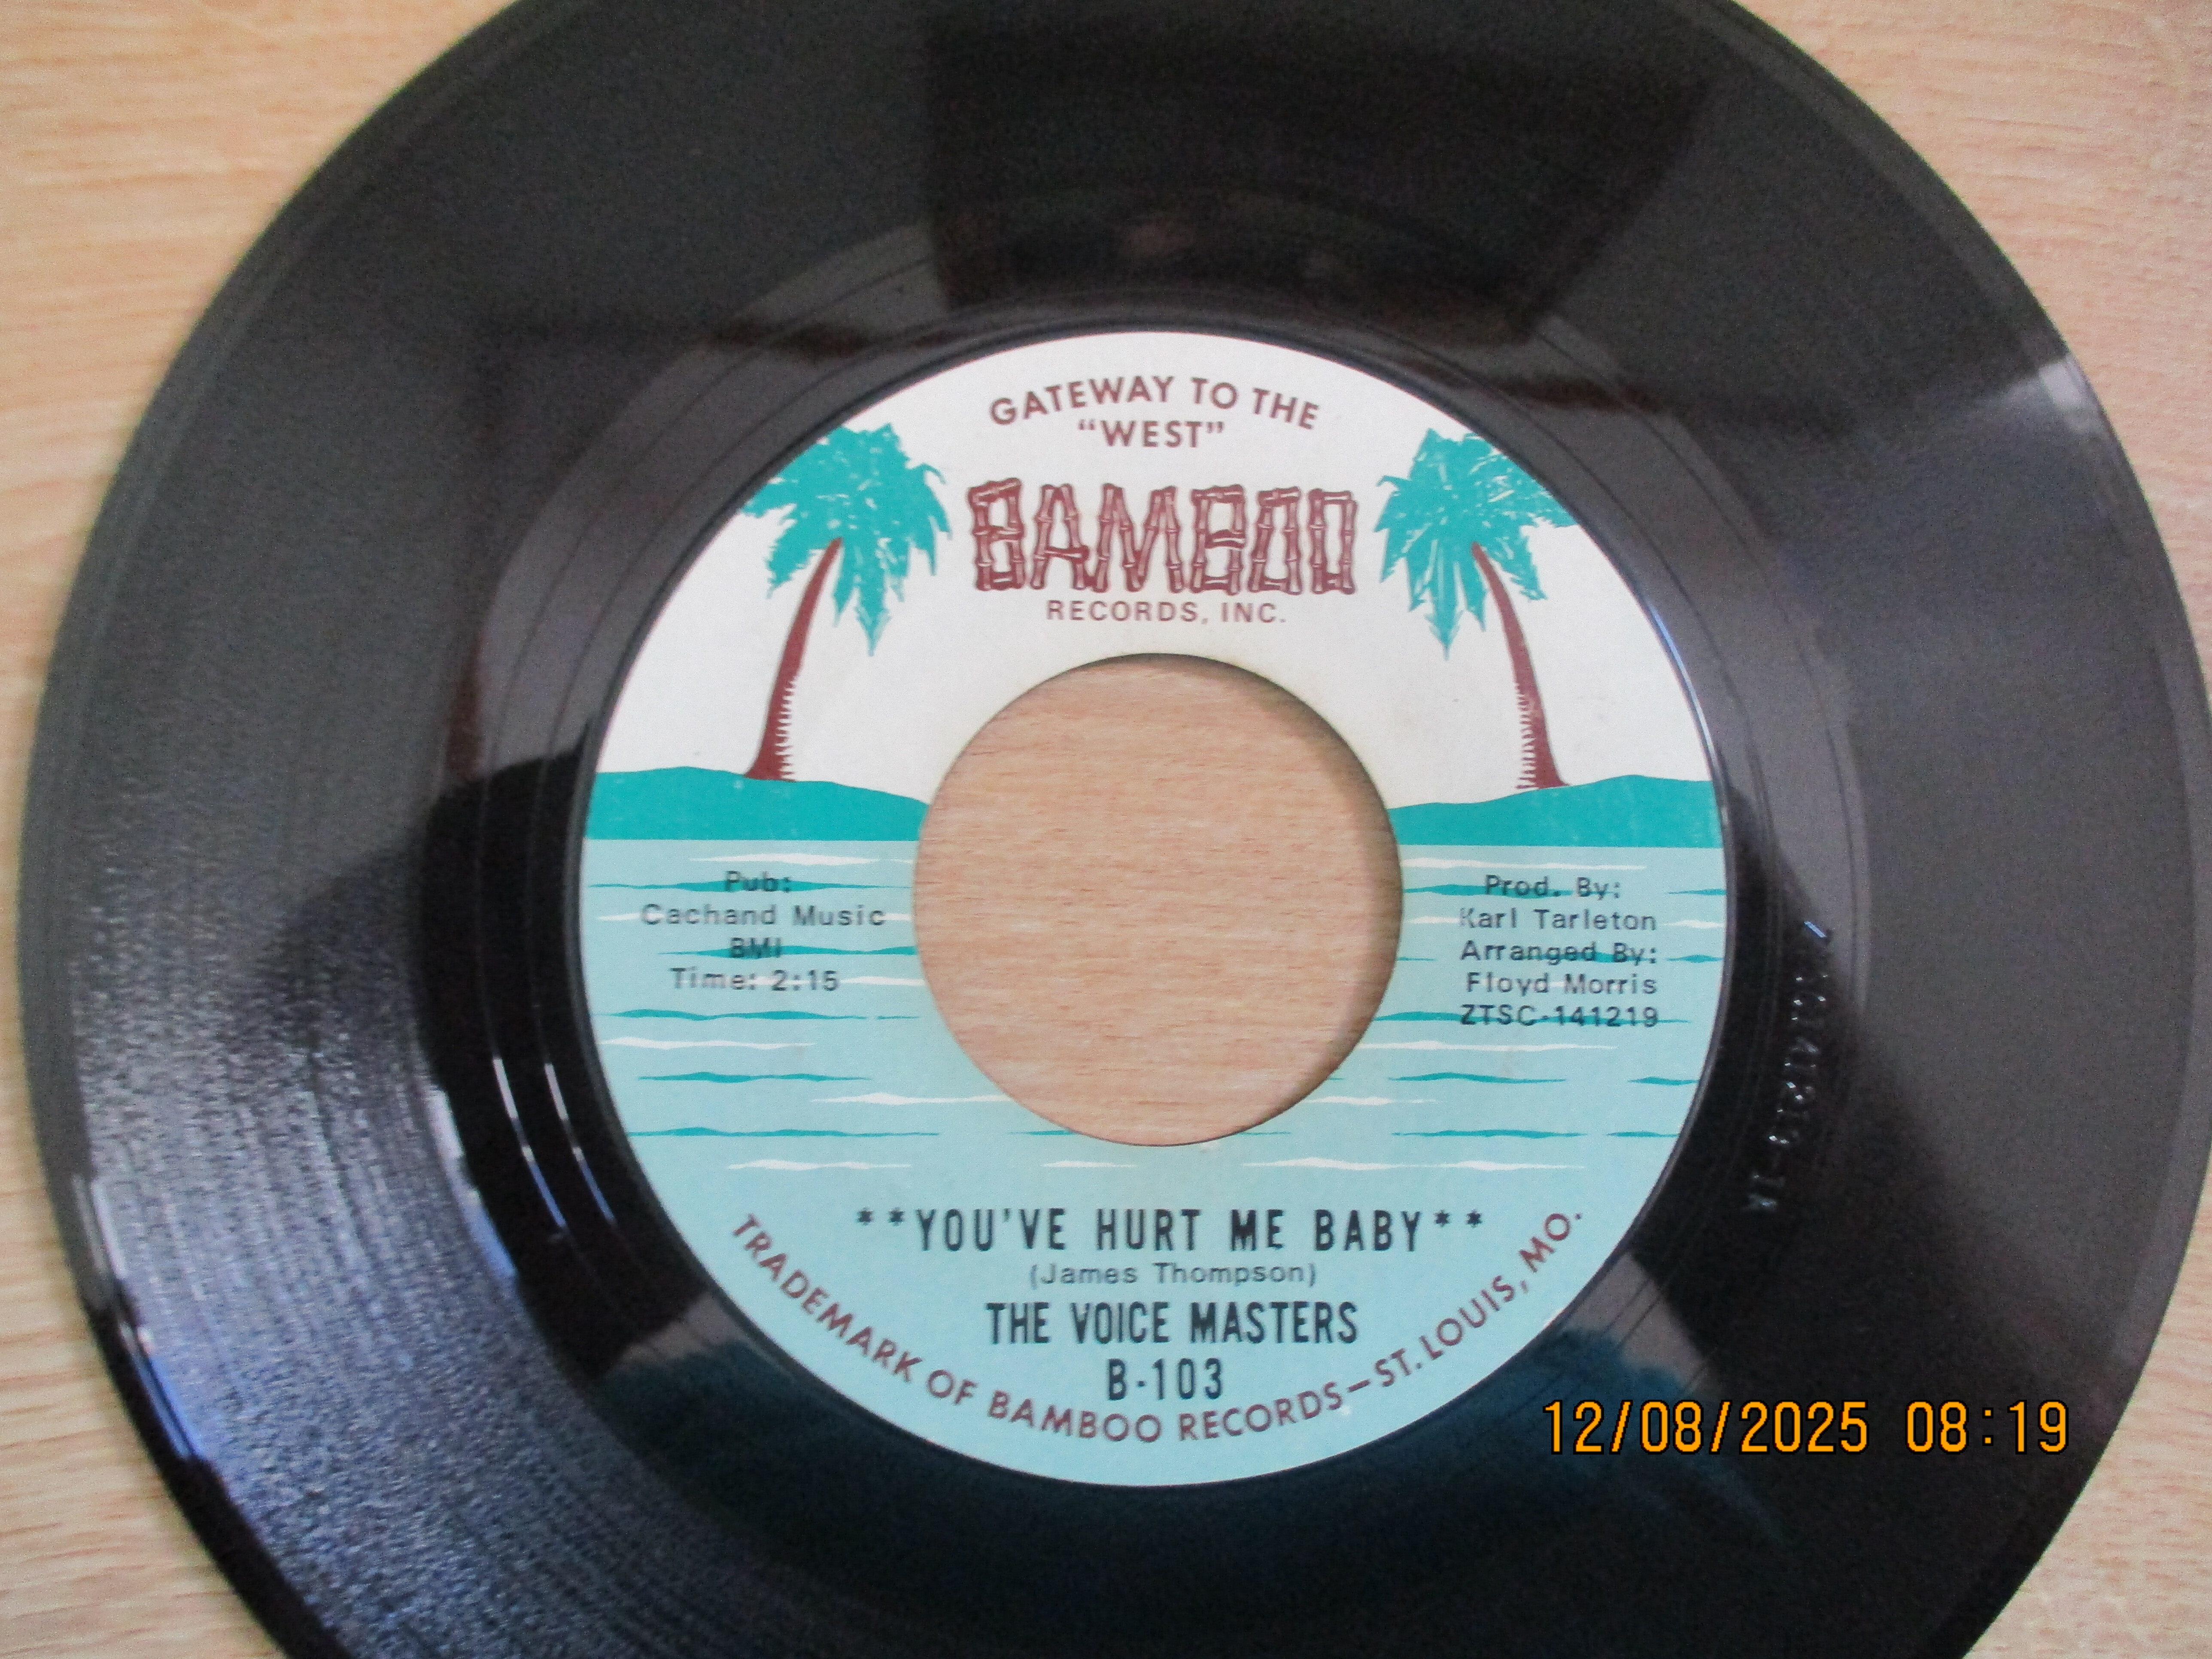 GATEWAY TO THE
“WEST”
BAMBOO
RECORDS, INC.
Pub:
Cachand Music
BMI
Time: 2:15
Prod. By:
Karl Tarleton
Arranged By:
Floyd Morris
ZTSC-141219
**YOU'VE HURT ME BABY**
(James Thompson)
THE VOICE MASTERS
B-103
TRADEMARK OF BAMBOO RECORDS—ST. LOUIS, MO.
12/08/2025 08:19